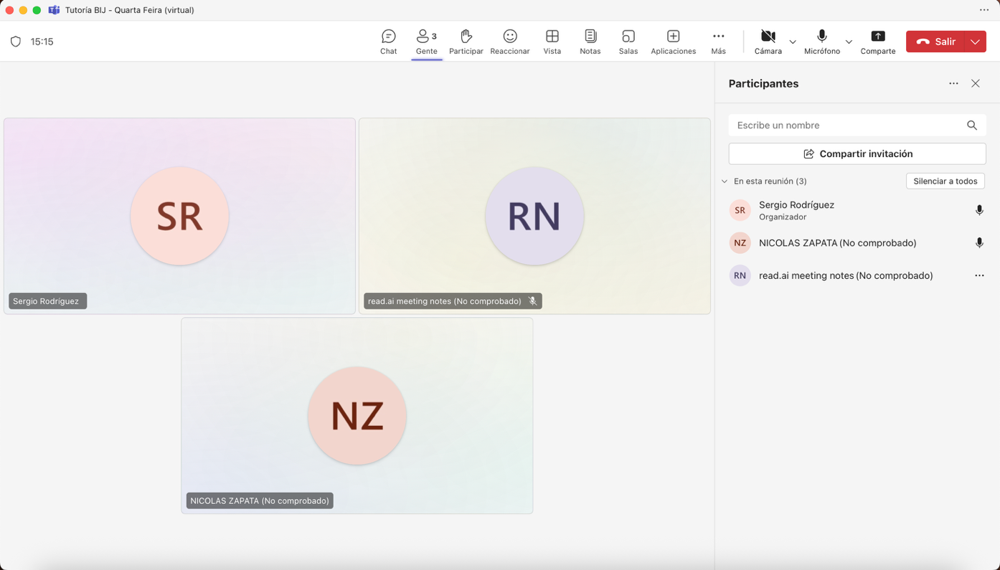 Tutoría BIJ - Quarta Feira (virtual)
15:15
3
Chat
Gente
Participar
Reaccionar
Vista
Notas
Salas
Aplicaciones
Más
Cámara
Micrófono
Comparte
Salir
SR
Sergio Rodríguez
RN
read.ai meeting notes (No comprobado)
NZ
NICOLAS ZAPATA (No comprobado)
Participantes
Escribe un nombre
Compartir invitación
En esta reunión (3)
Silenciar a todos
SR
Sergio Rodríguez
Organizador
NZ
NICOLAS ZAPATA (No comprobado)
RN
read.ai meeting notes (No comprobado)